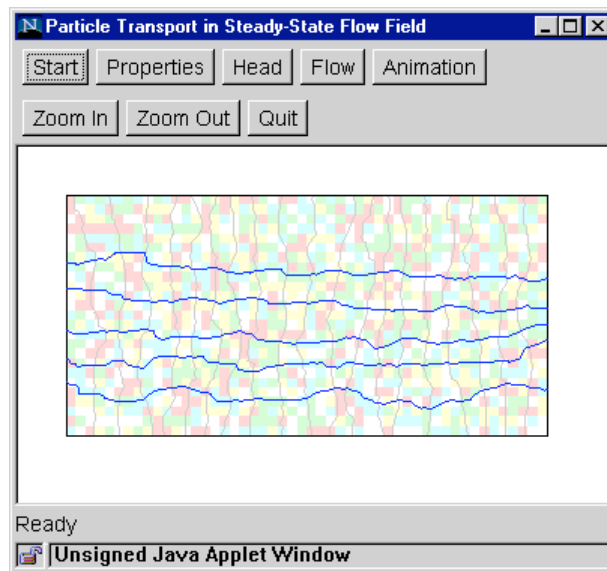 N Particle Transport in Steady-State Flow Field
Start Properties Head Flow Animation
Zoom In Zoom Out Quit
Ready
Unsigned Java Applet Window